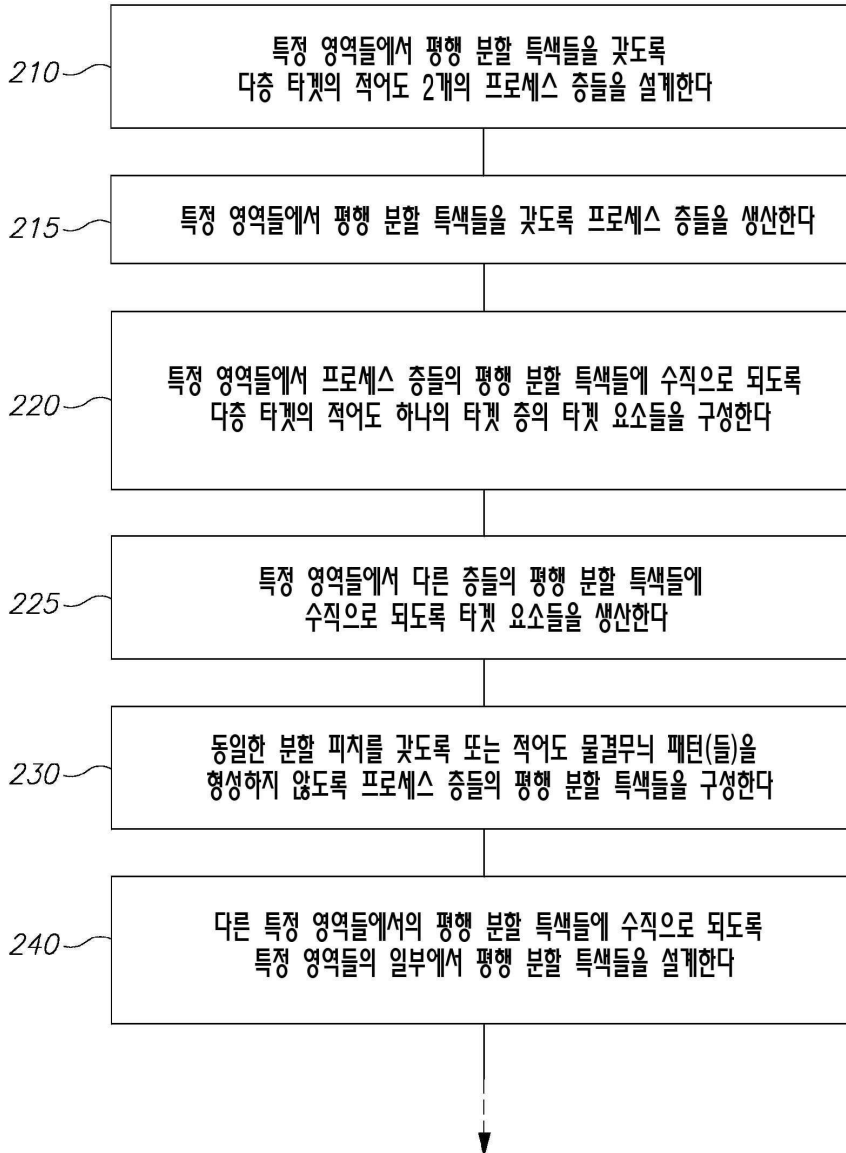 특정 영역들에서 평행 분할 특색들을 갖도록
210
다층 타겟의 적어도 2개의 프로세스 층들을 설계한다
215
특정 영역들에서 평행 분할 특색들을 갖도록 프로세스 층들을 생산한다
특정 영역들에서 프로세스 층들의 평행 분할 특색들에 수직으로 되도록
220
다층 타겟의 적어도 하나의 타겟 층의 타겟 요소들을 구성한다
특정 영역들에서 다른 층들의 평행 분할 특색들에
225
수직으로 되도록 타겟 요소들을 생산한다
동일한 분할 피치를 갖도록 또는 적어도 물결무늬 패턴(들)을
230
형성하지 않도록 프로세스 층들의 평행 분할 특색들을 구성한다
다른 특정 영역들에서의 평행 분할 특색들에 수직으로 되도록
240
특정 영역들의 일부에서 평행 분할 특색들을 설계한다